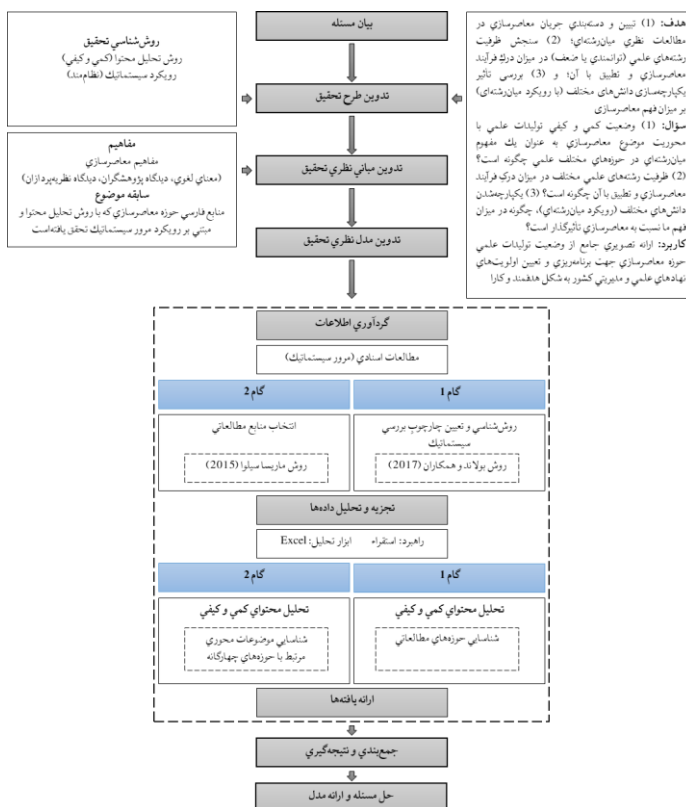 بیان مسئله
روش‌شناسی تحقیق
روش تحلیل محتوا (کمی و کیفی)
رویکرد سیستماتیک (نظام‌مند)
تدوین طرح تحقیق
هدف: (1) تبیین و دسته‌بندی جریان معاصرسازی در
مطالعات نظری میان‌رشته‌ای؛ (2) سنجش ظرفیت
رشته‌های علمی (توانمندی یا ضعف) در میزان درک فرآیند
معاصرسازی و تطبیق با آن؛ و (3) بررسی تأثیر
یکپارچه‌سازی دانش‌های مختلف (با رویکرد میان‌رشته‌ای)
بر میزان فهم معاصرسازی
سؤال: (1) وضعیت کمی و کیفی تولیدات علمی با
محوریت موضوع معاصرسازی به عنوان یك مفهوم
میان‌رشته‌ای در حوزه‌های مختلف علمی چگونه است؟
(2) ظرفیت رشته‌های علمی مختلف در میزان درك فرآیند
معاصرسازی و تطبیق با آن چگونه است؟ (3) یکپارچه‌شدن
دانش‌های مختلف (رویکرد میان‌رشته‌ای)، چگونه در میزان
فهم ما نسبت به معاصرسازی تأثیرگذار است؟
کاربرد: ارائه تصویری جامع از وضعیت تولیدات علمی
حوزه معاصرسازی جهت برنامه‌ریزی و تعیین اولویت‌های
نهادهای علمی و مدیریتی کشور به شکل هدفمند و کارا
مفاهیم
مفاهیم معاصرسازی
(معنای لغوی، دیدگاه پژوهشگران، دیدگاه نظریه‌پردازان)
سابقه موضوع
منابع فارسی حوزه معاصرسازی که با روش تحلیل محتوا و
مبتنی بر رویکرد مرور سیستماتیك تحقق یافته‌است
تدوین مبانی نظری تحقیق
تدوین مدل نظری تحقیق
گردآوری اطلاعات
مطالعات اسنادی (مرور سیستماتیك)
گام 1
گام 2
روش‌شناسی و تعیین چارچوب بررسی
سیستماتیك
روش بولاند و همکاران (2017)
انتخاب منابع مطالعاتی
روش ماریسا سیلوا (2015)
تجزیه و تحلیل داده‌ها
راهبرد: استقراء ابزار تحلیل: Excel
گام 1
گام 2
تحلیل محتوای کمی و کیفی
شناسایی حوزه‌های مطالعاتی
تحلیل محتوای کمی و کیفی
شناسایی موضوعات محوری
مرتبط با حوزه‌های چهارگانه
ارائه یافته‌ها
جمع‌بندی و نتیجه‌گیری
حل مسئله و ارائه مدل